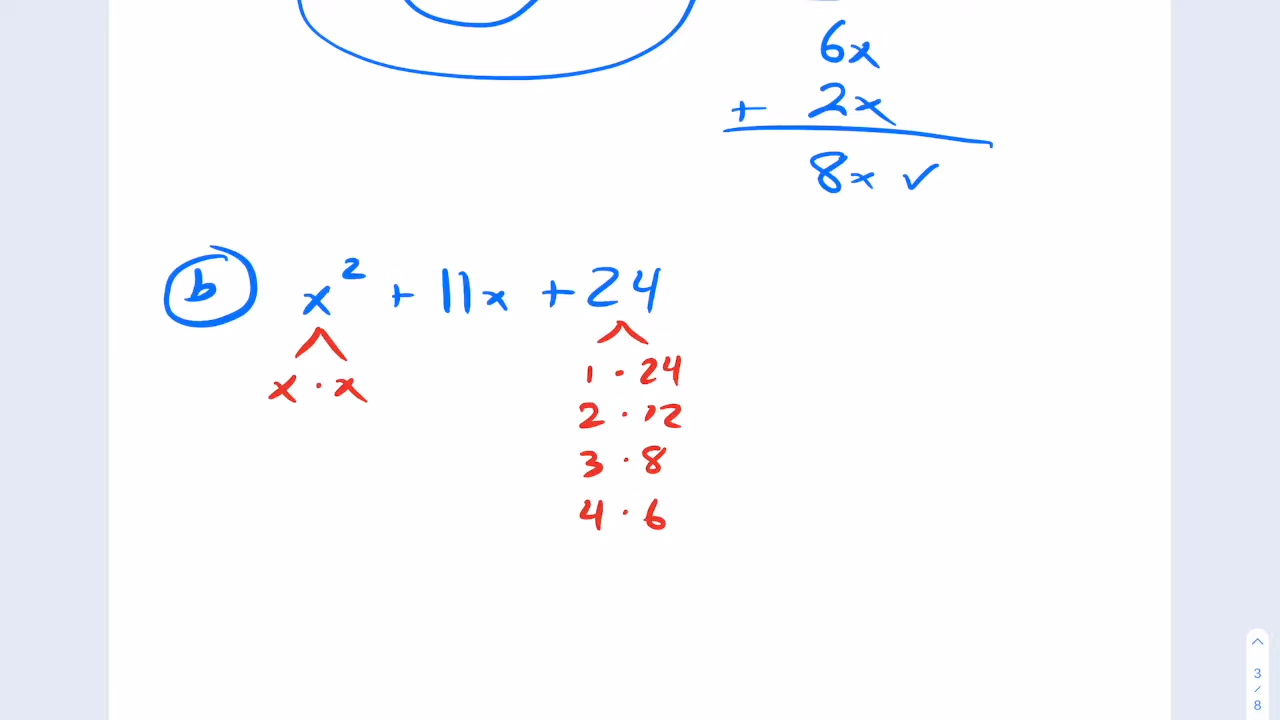 6x
+ 2x
8x ✓
b x² + 11x + 24
x · x
1 · 24
2 · 12
3 · 8
4 · 6
3
/
8